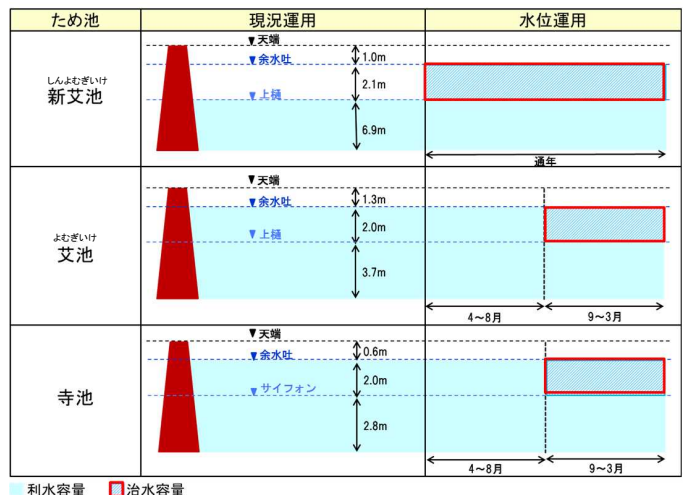 ため池 現況運用 水位運用
しんよむぎいけ
新艾池
▼天端
▼余水吐
▼上樋
1.0m
2.1m
6.9m
通年
よむぎいけ
艾池
▼天端
▼余水吐
▼上樋
1.3m
2.0m
3.7m
4～8月 9～3月
寺池
▼天端
▼余水吐
▼サイフォン
0.6m
2.0m
2.8m
4～8月 9～3月
利水容量 治水容量